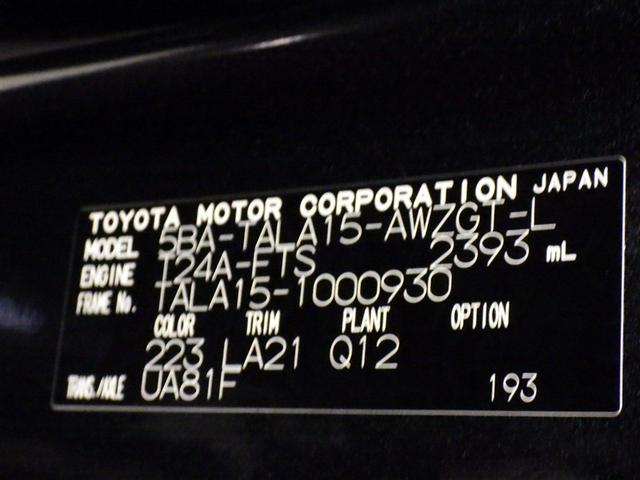 TOYOTA MOTOR CORPORATION JAPAN
MODEL 5BA-TALA15-AWZGT-L
ENGINE T24A-FTS 2393 mL
FRAME No. TALA15-1000930
COLOR TRIM PLANT OPTION
223 LA21 Q12
TRANS./AXLE UA81F 193